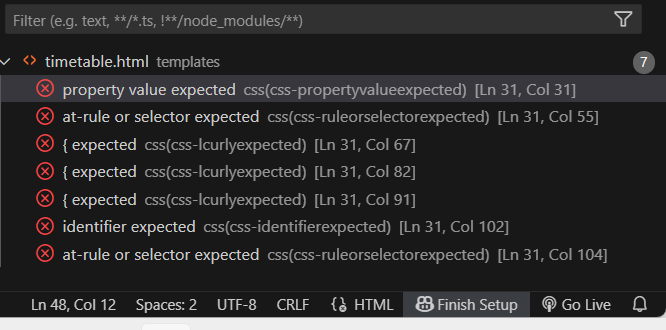 Filter (e.g. text, **/*.ts, !**/node_modules/**)
timetable.html templates 7
property value expected css(css-propertyvalueexpected) [Ln 31, Col 31]
at-rule or selector expected css(css-ruleorselectorexpected) [Ln 31, Col 55]
{ expected css(css-lcurlyexpected) [Ln 31, Col 67]
{ expected css(css-lcurlyexpected) [Ln 31, Col 82]
{ expected css(css-lcurlyexpected) [Ln 31, Col 91]
identifier expected css(css-identifierexpected) [Ln 31, Col 102]
at-rule or selector expected css(css-ruleorselectorexpected) [Ln 31, Col 104]
Ln 48, Col 12 Spaces: 2 UTF-8 CRLF HTML Finish Setup Go Live